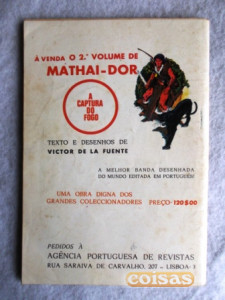 À VENDA O 2.º VOLUME DE
MATHAI-DOR
A
CAPTURA
DO
FOGO
TEXTO E DESENHOS DE
VICTOR DE LA FUENTE
A MELHOR BANDA DESENHADA
DO MUNDO EDITADA EM PORTUGUÊS!
UMA OBRA DIGNA DOS
GRANDES COLECCIONADORES PREÇO: 120$00
PEDIDOS À
AGÊNCIA PORTUGUESA DE REVISTAS
RUA SARAIVA DE CARVALHO, 207 — LISBOA-1
coisas